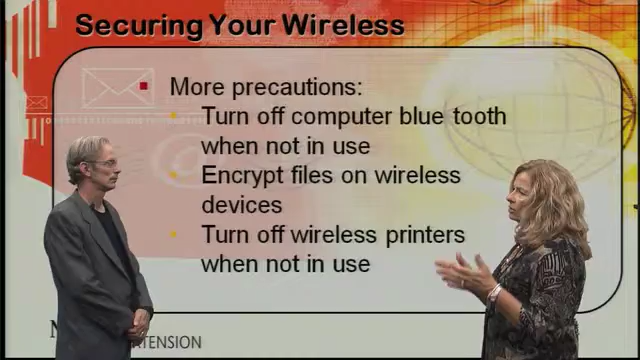 Securing Your Wireless
More precautions:
Turn off computer blue tooth
when not in use
Encrypt files on wireless
devices
Turn off wireless printers
when not in use